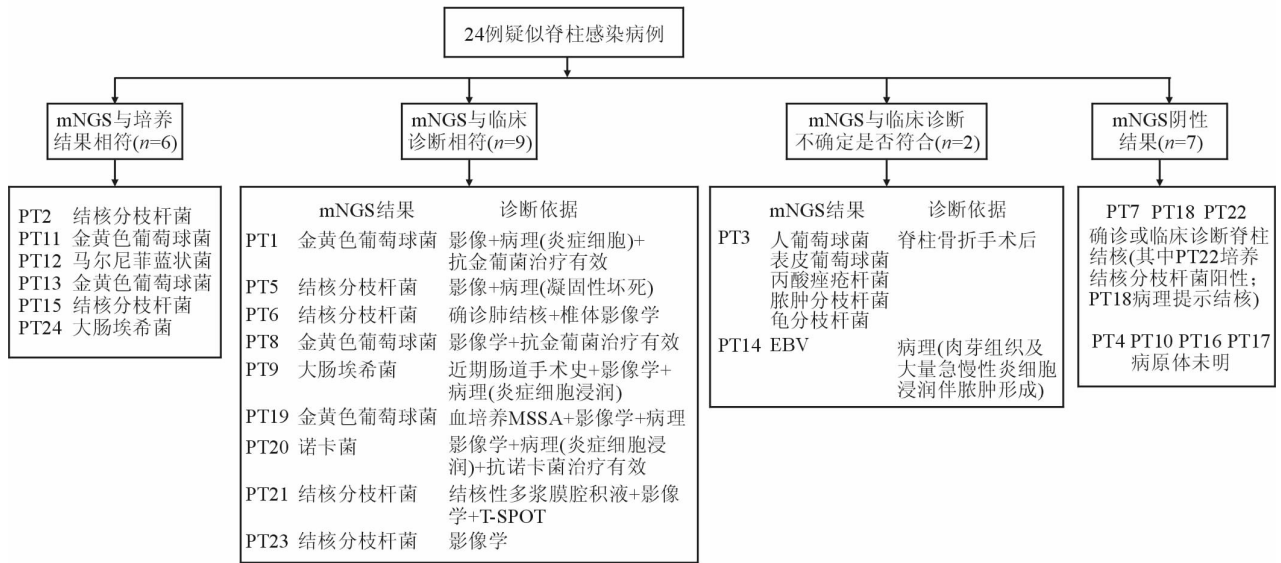 24例疑似脊柱感染病例
mNGS与培养
结果相符(n=6)
mNGS与临床
诊断相符(n=9)
mNGS与临床诊断
不确定是否符合(n=2)
mNGS阴性
结果(n=7)
PT2 结核分枝杆菌
PT11 金黄色葡萄球菌
PT12 马尔尼菲蓝状菌
PT13 金黄色葡萄球菌
PT15 结核分枝杆菌
PT24 大肠埃希菌
mNGS结果 诊断依据
PT1 金黄色葡萄球菌 影像+病理(炎症细胞)+
抗金葡菌治疗有效
PT5 结核分枝杆菌 影像+病理(凝固性坏死)
PT6 结核分枝杆菌 确诊肺结核+椎体影像学
PT8 金黄色葡萄球菌 影像学+抗金葡菌治疗有效
PT9 大肠埃希菌 近期肠道手术史+影像学+
病理(炎症细胞浸润)
PT19 金黄色葡萄球菌 血培养MSSA+影像学+病理
PT20 诺卡菌 影像学+病理(炎症细胞浸
润)+抗诺卡菌治疗有效
PT21 结核分枝杆菌 结核性多浆膜腔积液+影像
学+T-SPOT
PT23 结核分枝杆菌 影像学
mNGS结果 诊断依据
PT3 人葡萄球菌 脊柱骨折手术后
表皮葡萄球菌
丙酸痤疮杆菌
脓肿分枝杆菌
龟分枝杆菌
PT14 EBV 病理(肉芽组织及
大量急慢性炎细胞
浸润伴脓肿形成)
PT7 PT18 PT22
确诊或临床诊断脊柱
结核(其中PT22培养
结核分枝杆菌阳性;
PT18病理提示结核)
PT4 PT10 PT16 PT17
病原体未明